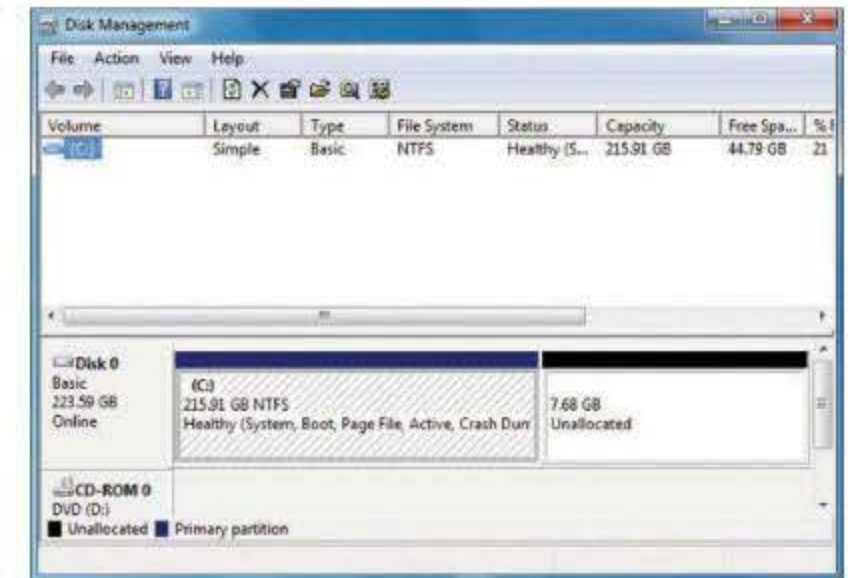 Disk Management
File Action View Help
Volume Layout Type File System Status Capacity Free Spa... %
(C:) Simple Basic NTFS Healthy (S... 215.91 GB 44.79 GB 21
Disk 0
Basic
223.59 GB
Online
(C:)
215.91 GB NTFS
Healthy (System, Boot, Page File, Active, Crash Dum
7.68 GB
Unallocated
CD-ROM 0
DVD (D:)
Unallocated Primary partition